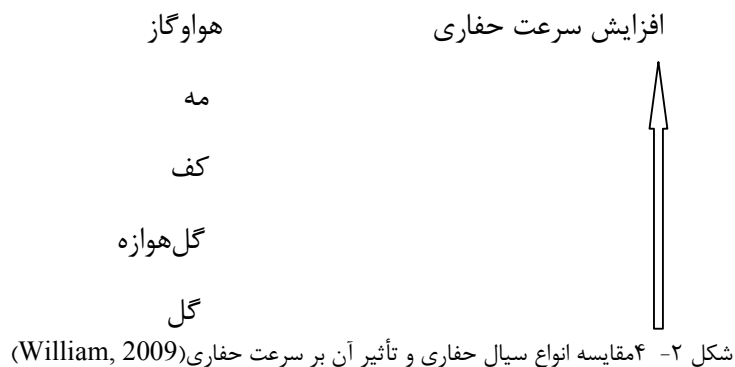 افزایش سرعت حفاری هواوگاز
مه
کف
گل‌هوازه
گل
شکل ۲- ۴مقایسه انواع سیال حفاری و تأثیر آن بر سرعت حفاری(William, 2009)